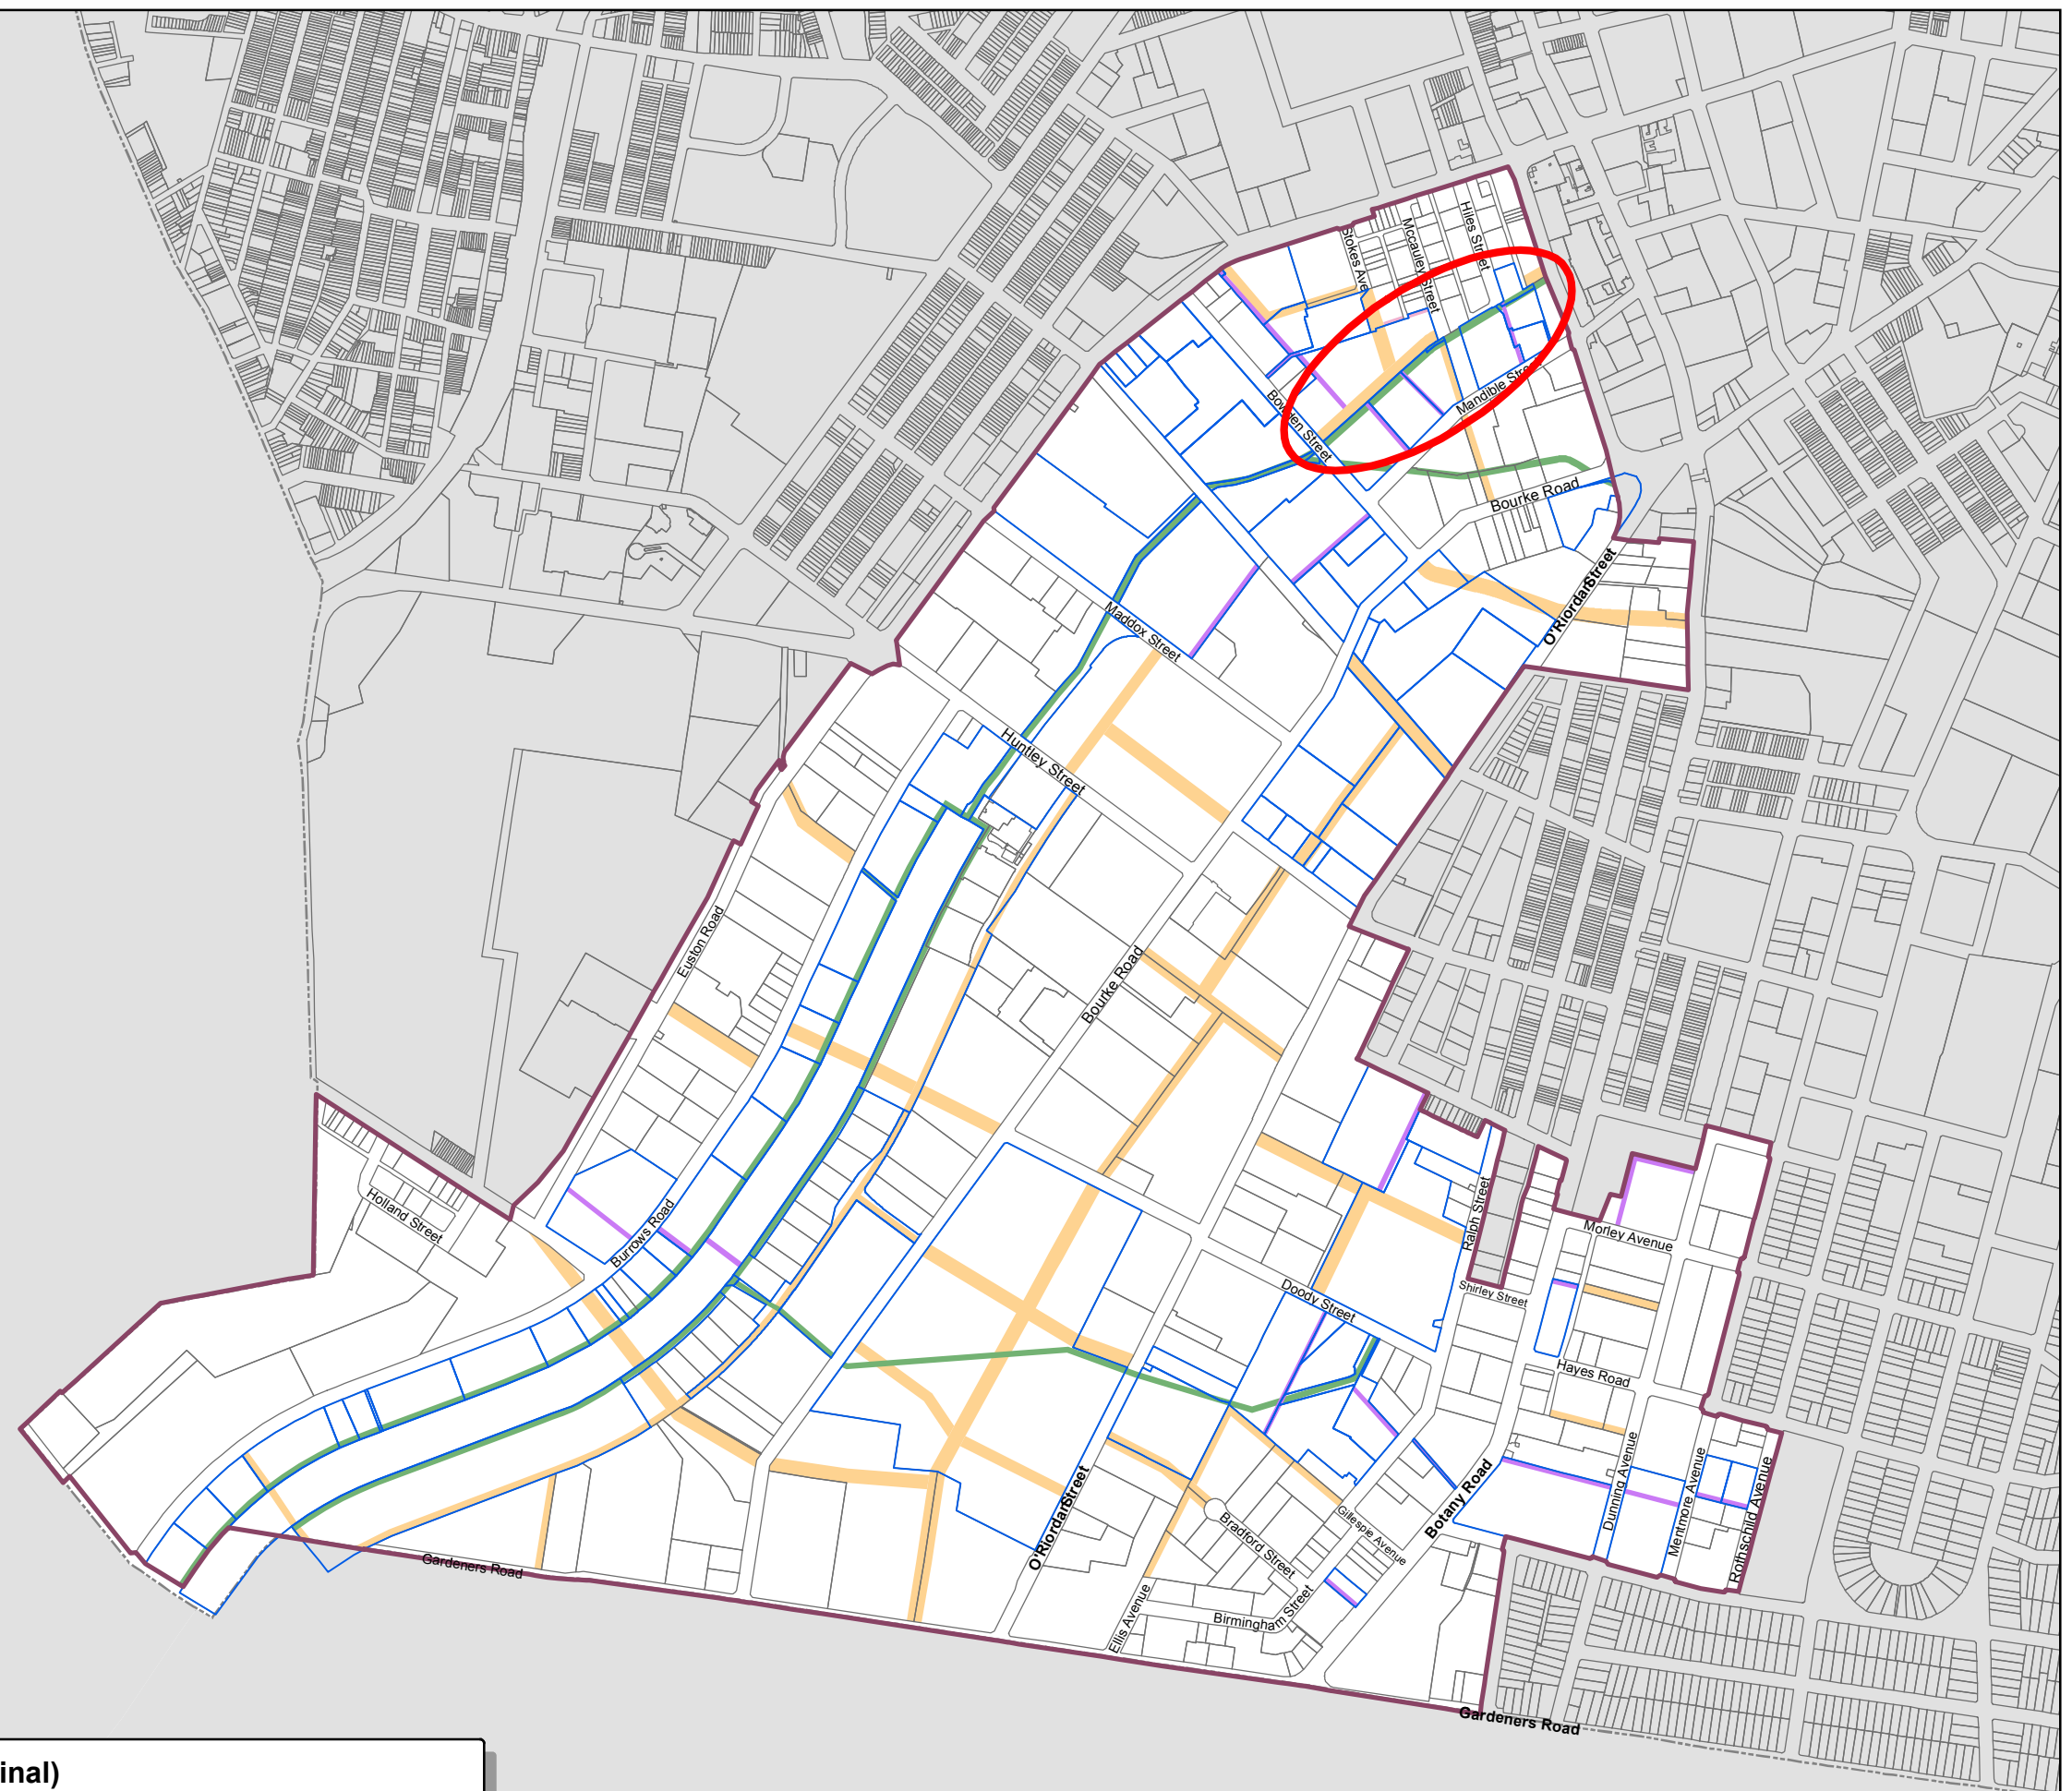 Hiles Street
Mccauley Street
Stokes Ave
Mandible Stre
Bowden Street
Bourke Road
O'Riordan Street
Maddox Street
Huntley Street
Euston Road
Bourke Road
Holland Street
Burrows Road
Ralph Street
Morley Avenue
Shirley Street
Doody Street
Hayes Road
Dunning Avenue
Mentmore Avenue
Rothschild Avenue
Botany Road
O'Riordan Street
Gillespie Avenue
Bradford Street
Gardeners Road
Ellis Avenue
Birmingham Street
Gardeners Road
inal)